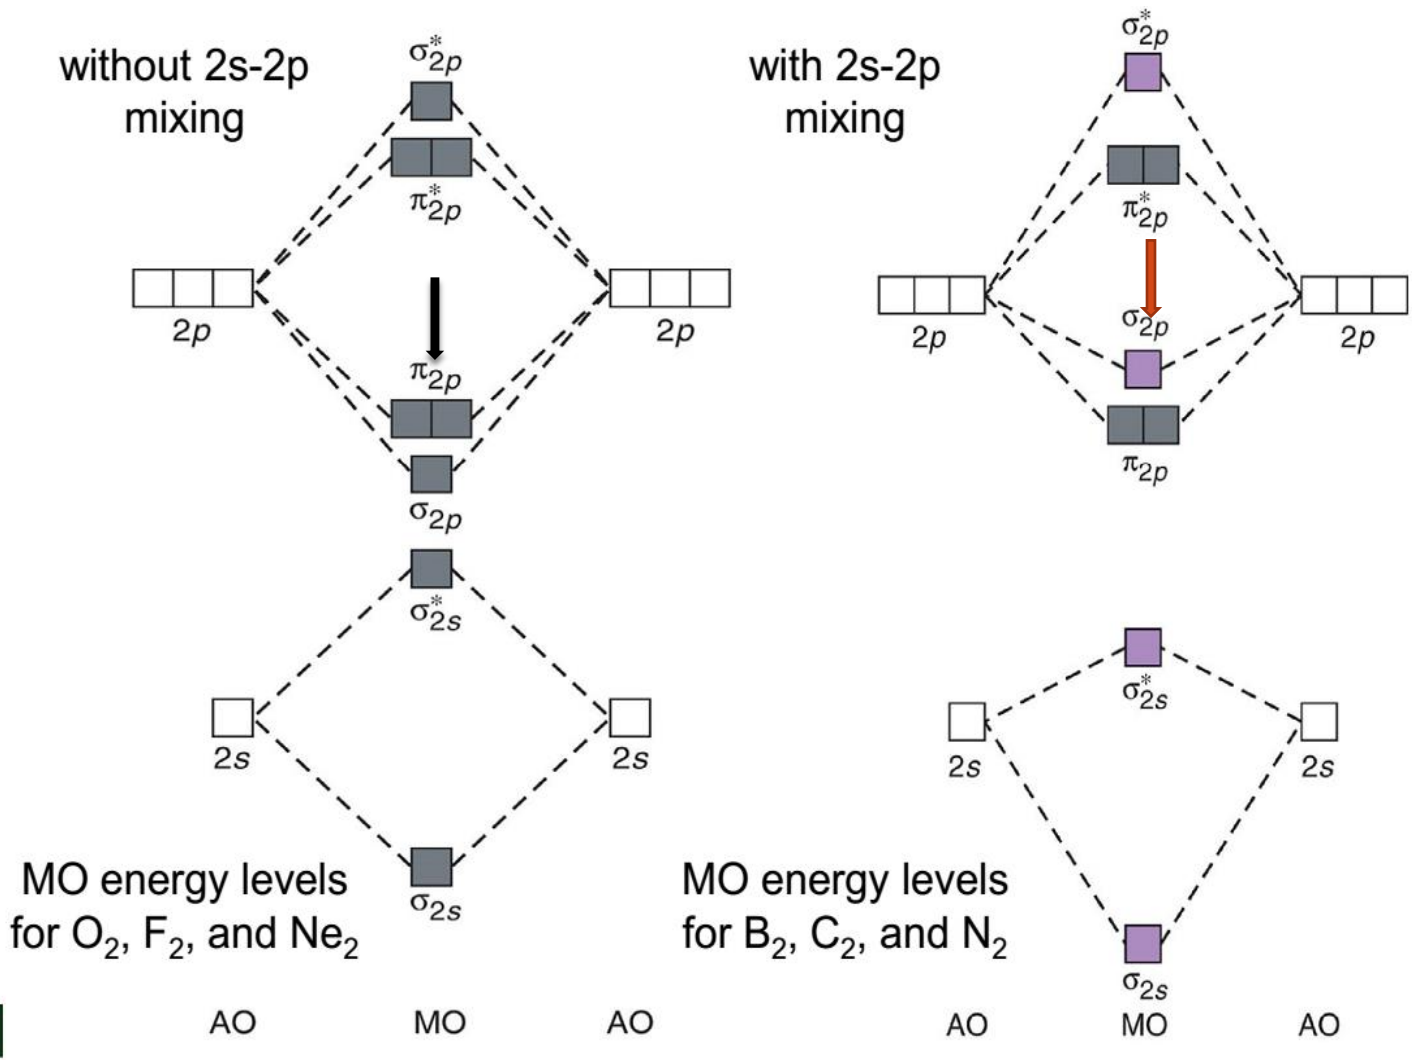 without 2s-2p
mixing
σ*2p
π*2p
2p
2p
π2p
σ2p
σ*2s
2s
2s
MO energy levels
for O2, F2, and Ne2
σ2s
AO
MO
AO
with 2s-2p
mixing
σ*2p
π*2p
σ2p
2p
2p
π2p
σ*2s
2s
2s
MO energy levels
for B2, C2, and N2
σ2s
AO
MO
AO